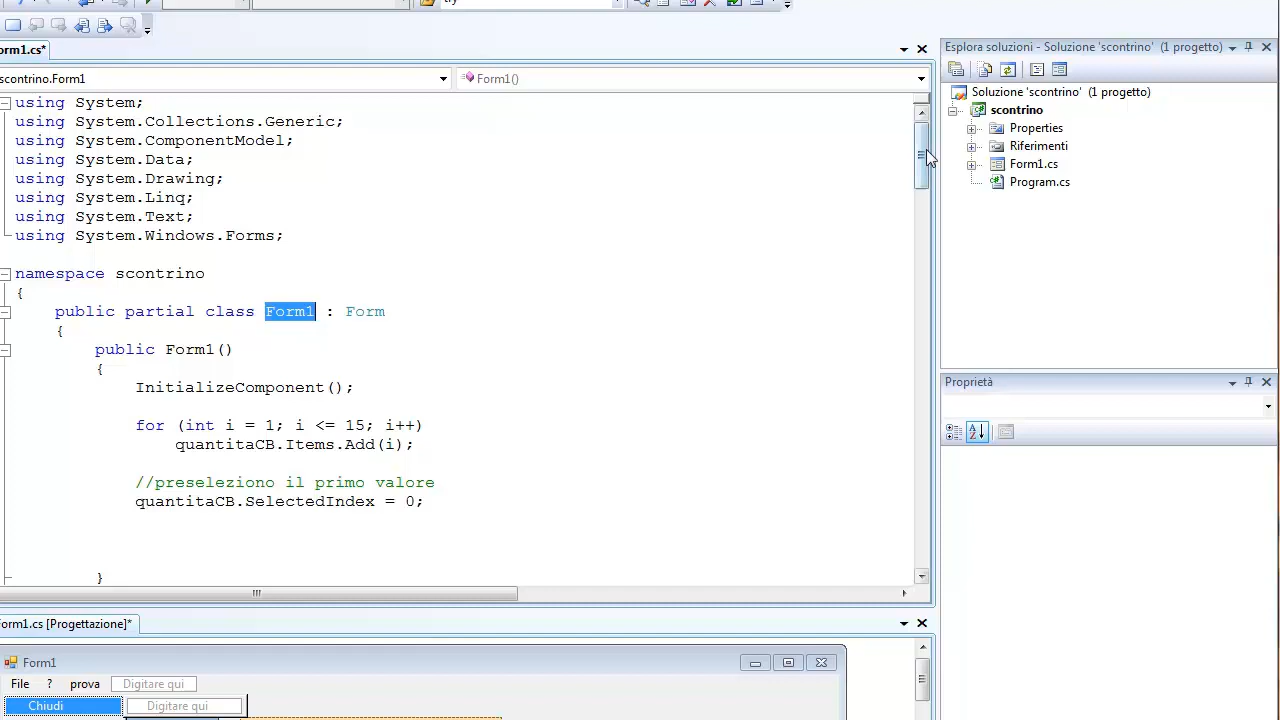 try
orm1.cs*
Esplora soluzioni - Soluzione 'scontrino' (1 progetto)
scontrino.Form1
Form1()
Soluzione 'scontrino' (1 progetto)
scontrino
Properties
Riferimenti
Form1.cs
Program.cs
using System;
using System.Collections.Generic;
using System.ComponentModel;
using System.Data;
using System.Drawing;
using System.Linq;
using System.Text;
using System.Windows.Forms;
namespace scontrino
{
public partial class Form1 : Form
{
public Form1()
{
InitializeComponent();
for (int i = 1; i <= 15; i++)
quantitaCB.Items.Add(i);
//preseleziono il primo valore
quantitaCB.SelectedIndex = 0;
}
Proprietà
orm1.cs [Progettazione]*
Form1
File ? prova Digitare qui
Chiudi Digitare qui